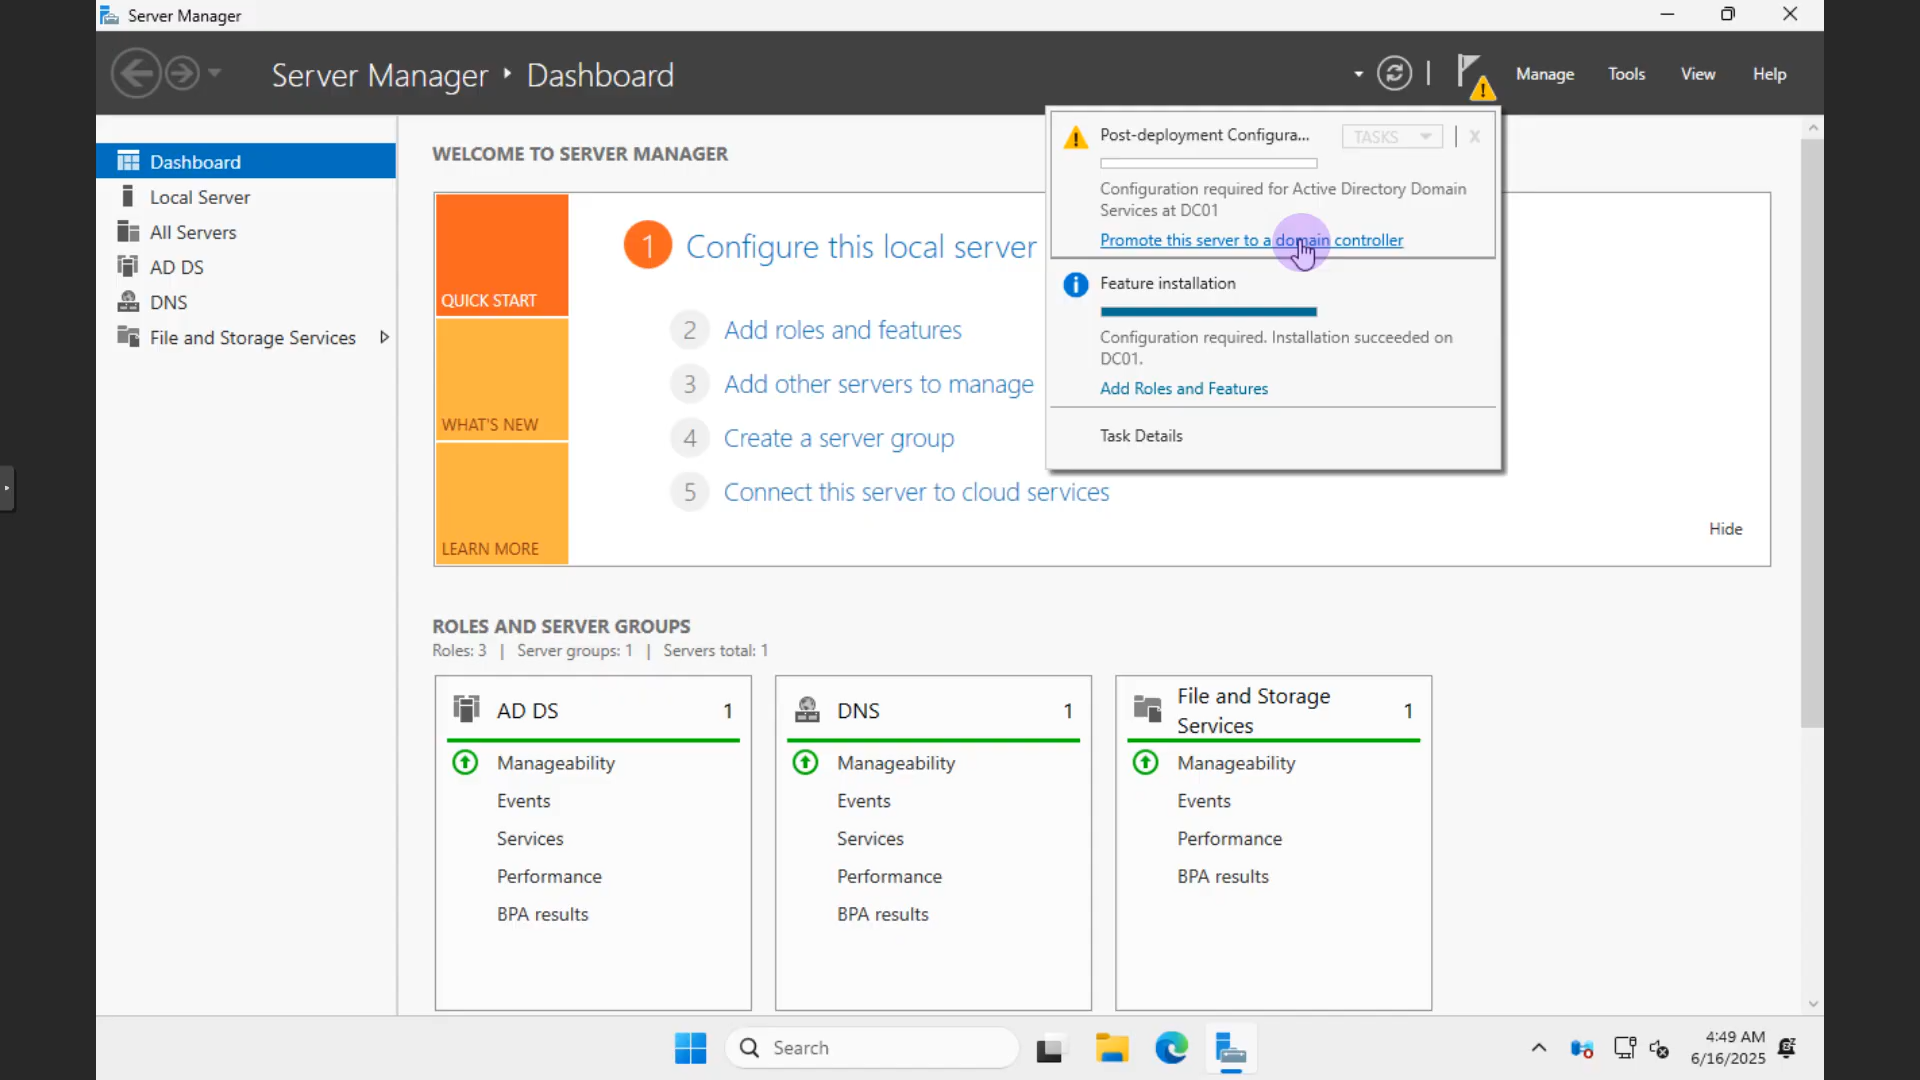 Server Manager
Server Manager ‣ Dashboard
Manage
Tools
View
Help
Dashboard
Local Server
All Servers
AD DS
DNS
File and Storage Services
WELCOME TO SERVER MANAGER
QUICK START
WHAT'S NEW
LEARN MORE
1 Configure this local server
2 Add roles and features
3 Add other servers to manage
4 Create a server group
5 Connect this server to cloud services
Hide
Post-deployment Configura...
TASKS
X
Configuration required for Active Directory Domain
Services at DC01
Promote this server to a domain controller
Feature installation
Configuration required. Installation succeeded on
DC01.
Add Roles and Features
Task Details
ROLES AND SERVER GROUPS
Roles: 3 | Server groups: 1 | Servers total: 1
AD DS 1
Manageability
Events
Services
Performance
BPA results
DNS 1
Manageability
Events
Services
Performance
BPA results
File and Storage
Services
1
Manageability
Events
Performance
BPA results
Search
4:49 AM
6/16/2025